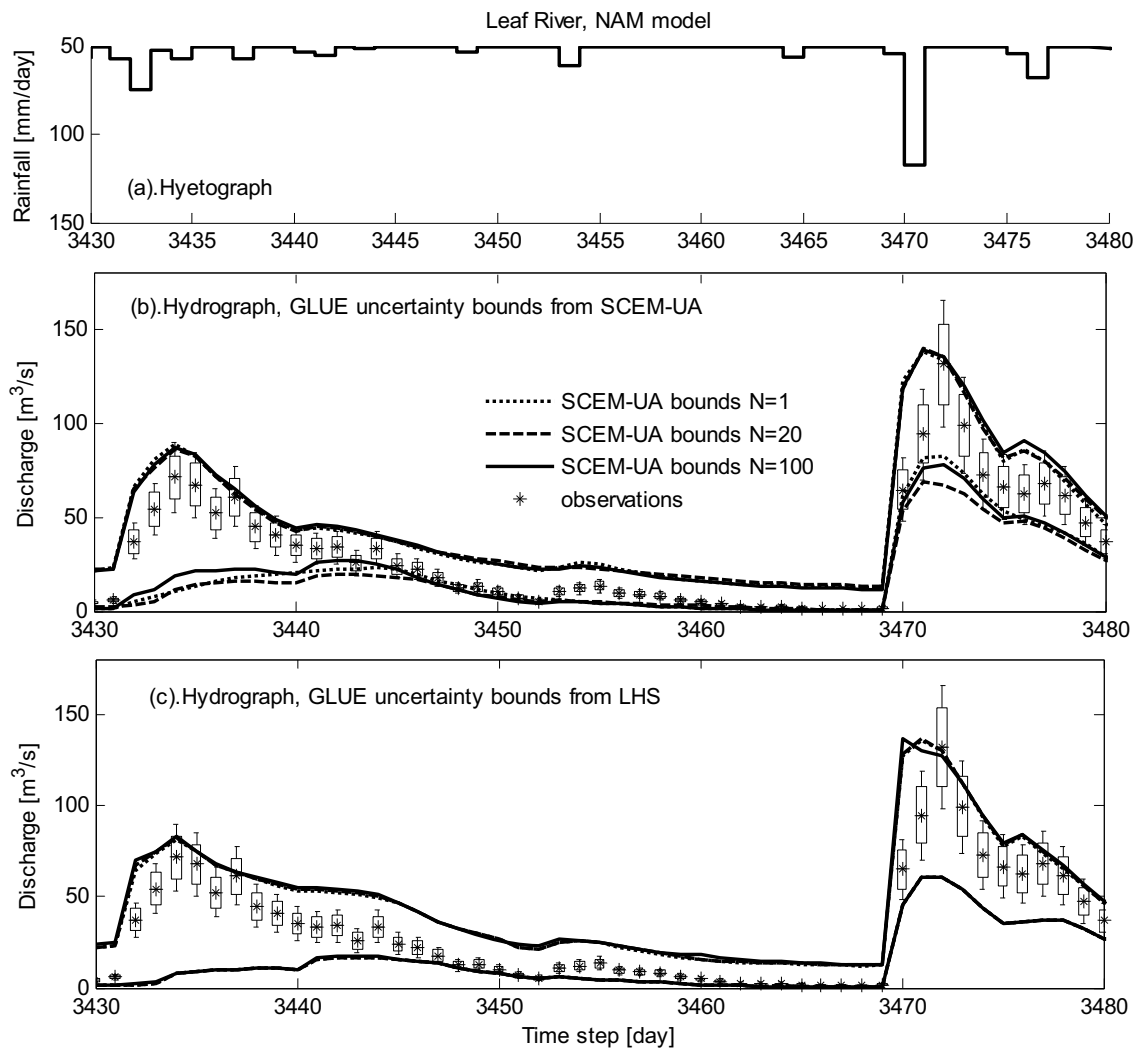 Leaf River, NAM model
Rainfall [mm/day]
50
100
150
(a).Hyetograph
3430 3435 3440 3445 3450 3455 3460 3465 3470 3475 3480
Discharge [m³/s]
150
100
50
0
(b).Hydrograph, GLUE uncertainty bounds from SCEM-UA
SCEM-UA bounds N=1
SCEM-UA bounds N=20
SCEM-UA bounds N=100
observations
3430 3440 3450 3460 3470 3480
Discharge [m³/s]
150
100
50
0
(c).Hydrograph, GLUE uncertainty bounds from LHS
3430 3440 3450 3460 3470 3480
Time step [day]